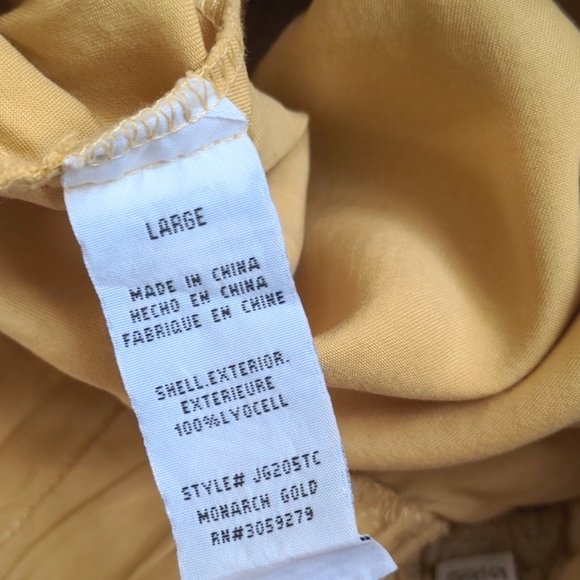 LARGE
MADE IN CHINA
HECHO EN CHINA
FABRIQUE EN CHINE
SHELL.EXTERIOR.
EXTERIEURE
100%LYOCELL
STYLE# JG205TC
MONARCH GOLD
RN#3059279